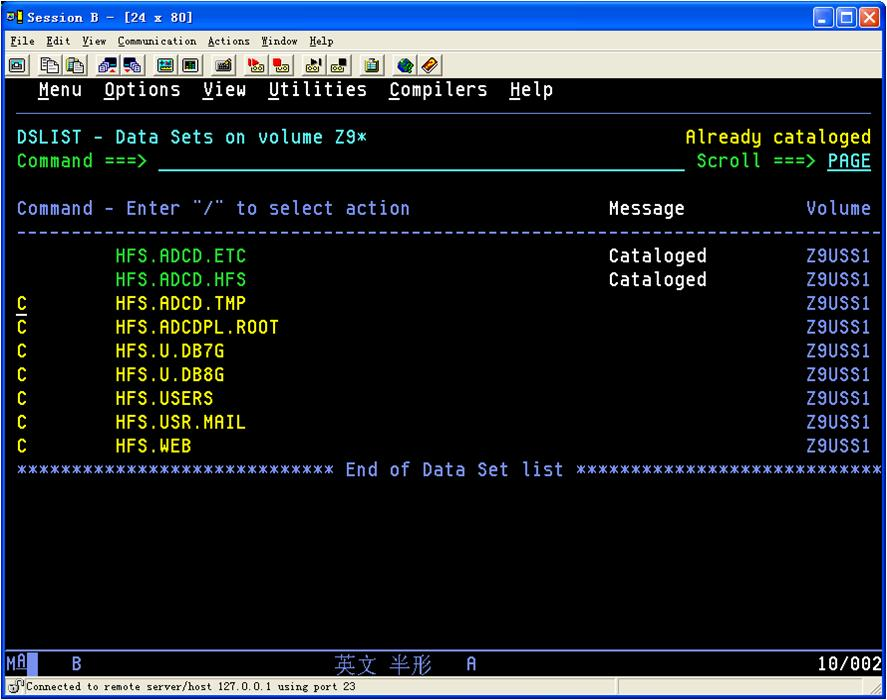 Session B - [24 x 80]
File Edit View Communication Actions Window Help
Menu Options View Utilities Compilers Help
DSLIST - Data Sets on volume Z9* Already cataloged
Command ===> Scroll ===> PAGE
Command - Enter "/" to select action Message Volume
-------------------------------------------------------------------------------
HFS.ADCD.ETC Cataloged Z9USS1
HFS.ADCD.HFS Cataloged Z9USS1
C HFS.ADCD.TMP Z9USS1
C HFS.ADCDPL.ROOT Z9USS1
C HFS.U.DB7G Z9USS1
C HFS.U.DB8G Z9USS1
C HFS.USERS Z9USS1
C HFS.USR.MAIL Z9USS1
C HFS.WEB Z9USS1
***************************** End of Data Set list ****************************
MA B 英文 半形 A 10/002
Connected to remote server/host 127.0.0.1 using port 23